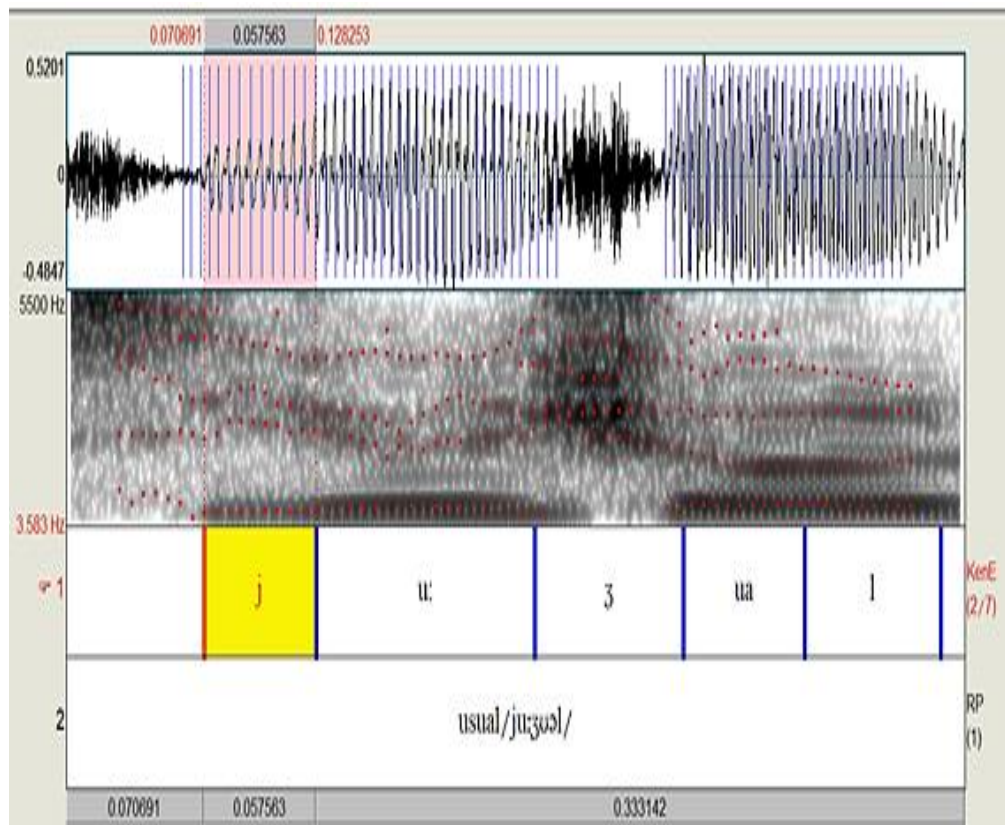 0.070691 0.057563 0.128253
0.5201
0
-0.4847
5500 Hz
3.583 Hz
1 j u: ʒ ua l KenE
(2/7)
2 usual/ju:ʒʊəl/ RP
(1)
0.070691 0.057563 0.333142